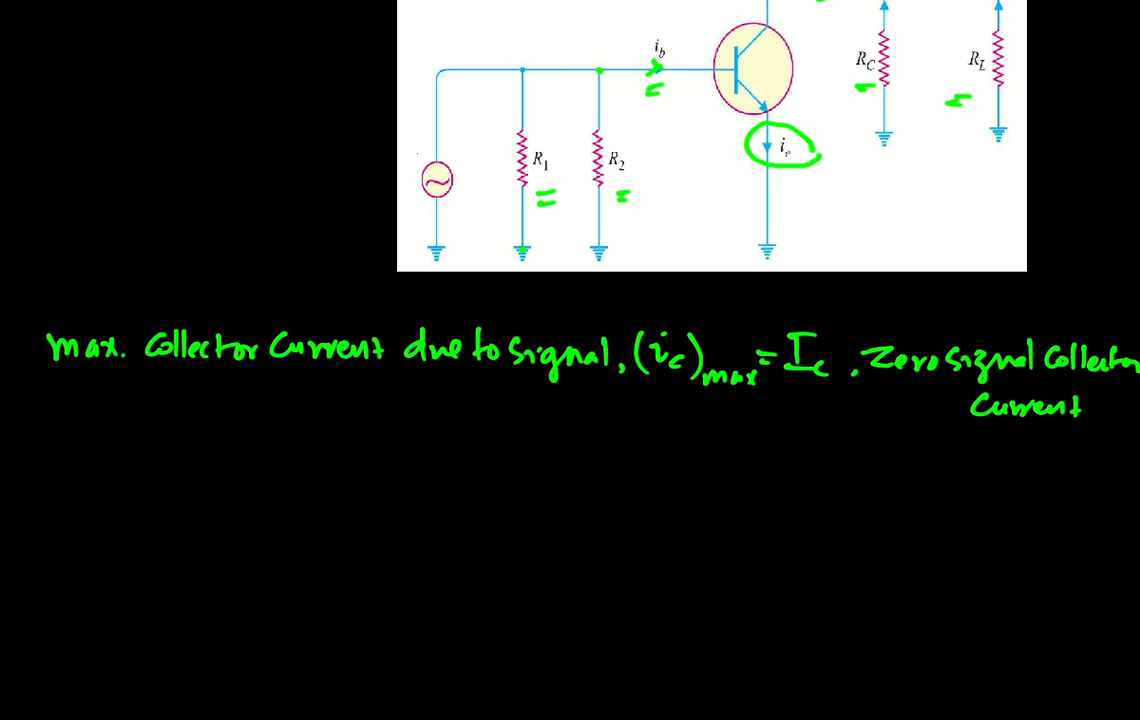 i_b
R_C
R_L
R_1
R_2
i_e
max. Collector Current due to signal, (i_c)_max = I_c, Zero signal Collector
Current